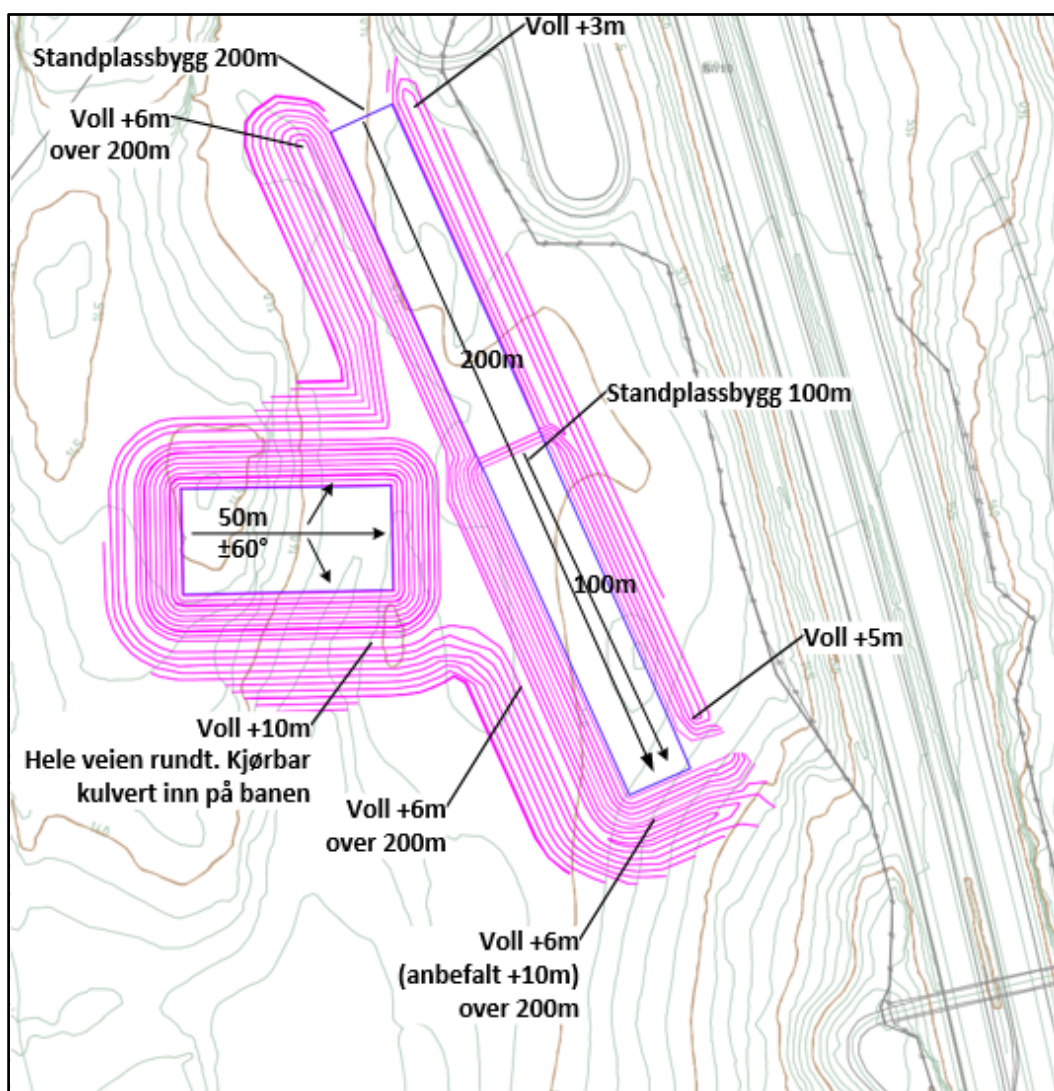 Voll +3m
Standplassbygg 200m
Voll +6m
over 200m
200m
Standplassbygg 100m
50m
±60°
100m
Voll +5m
Voll +10m
Hele veien rundt. Kjørbar
kulvert inn på banen
Voll +6m
over 200m
Voll +6m
(anbefalt +10m)
over 200m